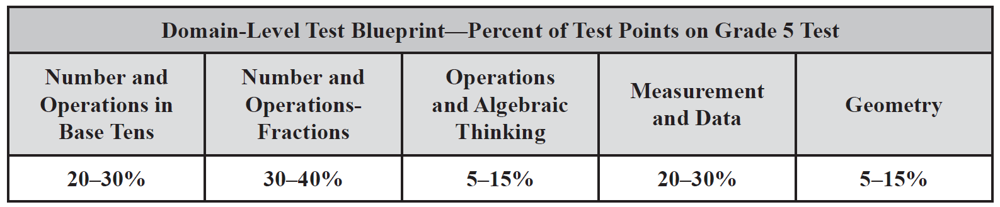 Domain-Level Test Blueprint—Percent of Test Points on Grade 5 Test
Number and
Operations in
Base Tens
Number and
Operations-
Fractions
Operations
and Algebraic
Thinking
Measurement
and Data
Geometry
20–30%
30–40%
5–15%
20–30%
5–15%